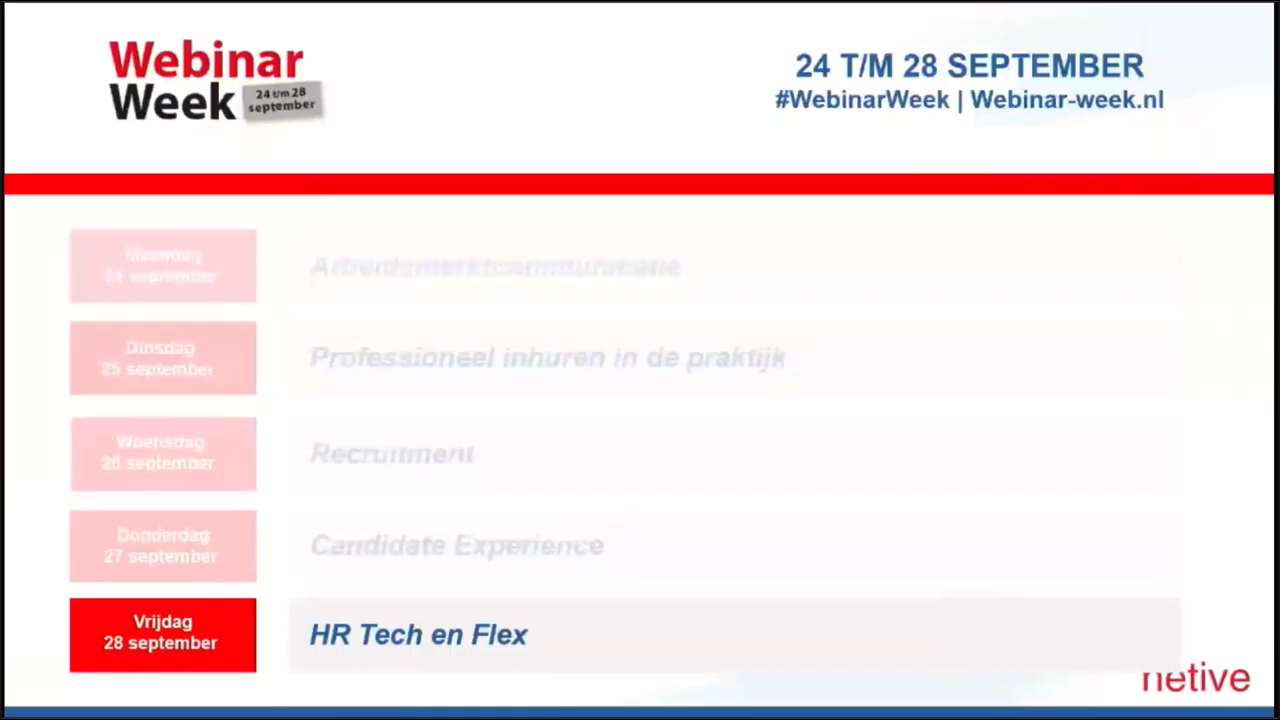 Webinar
Week
24 t/m 28
september
24 T/M 28 SEPTEMBER
#WebinarWeek | Webinar-week.nl
Maandag
24 september
Arbeidsmarktcommunicatie
Dinsdag
25 september
Professioneel inhuren in de praktijk
Woensdag
26 september
Recruitment
Donderdag
27 september
Candidate Experience
Vrijdag
28 september
HR Tech en Flex
netive